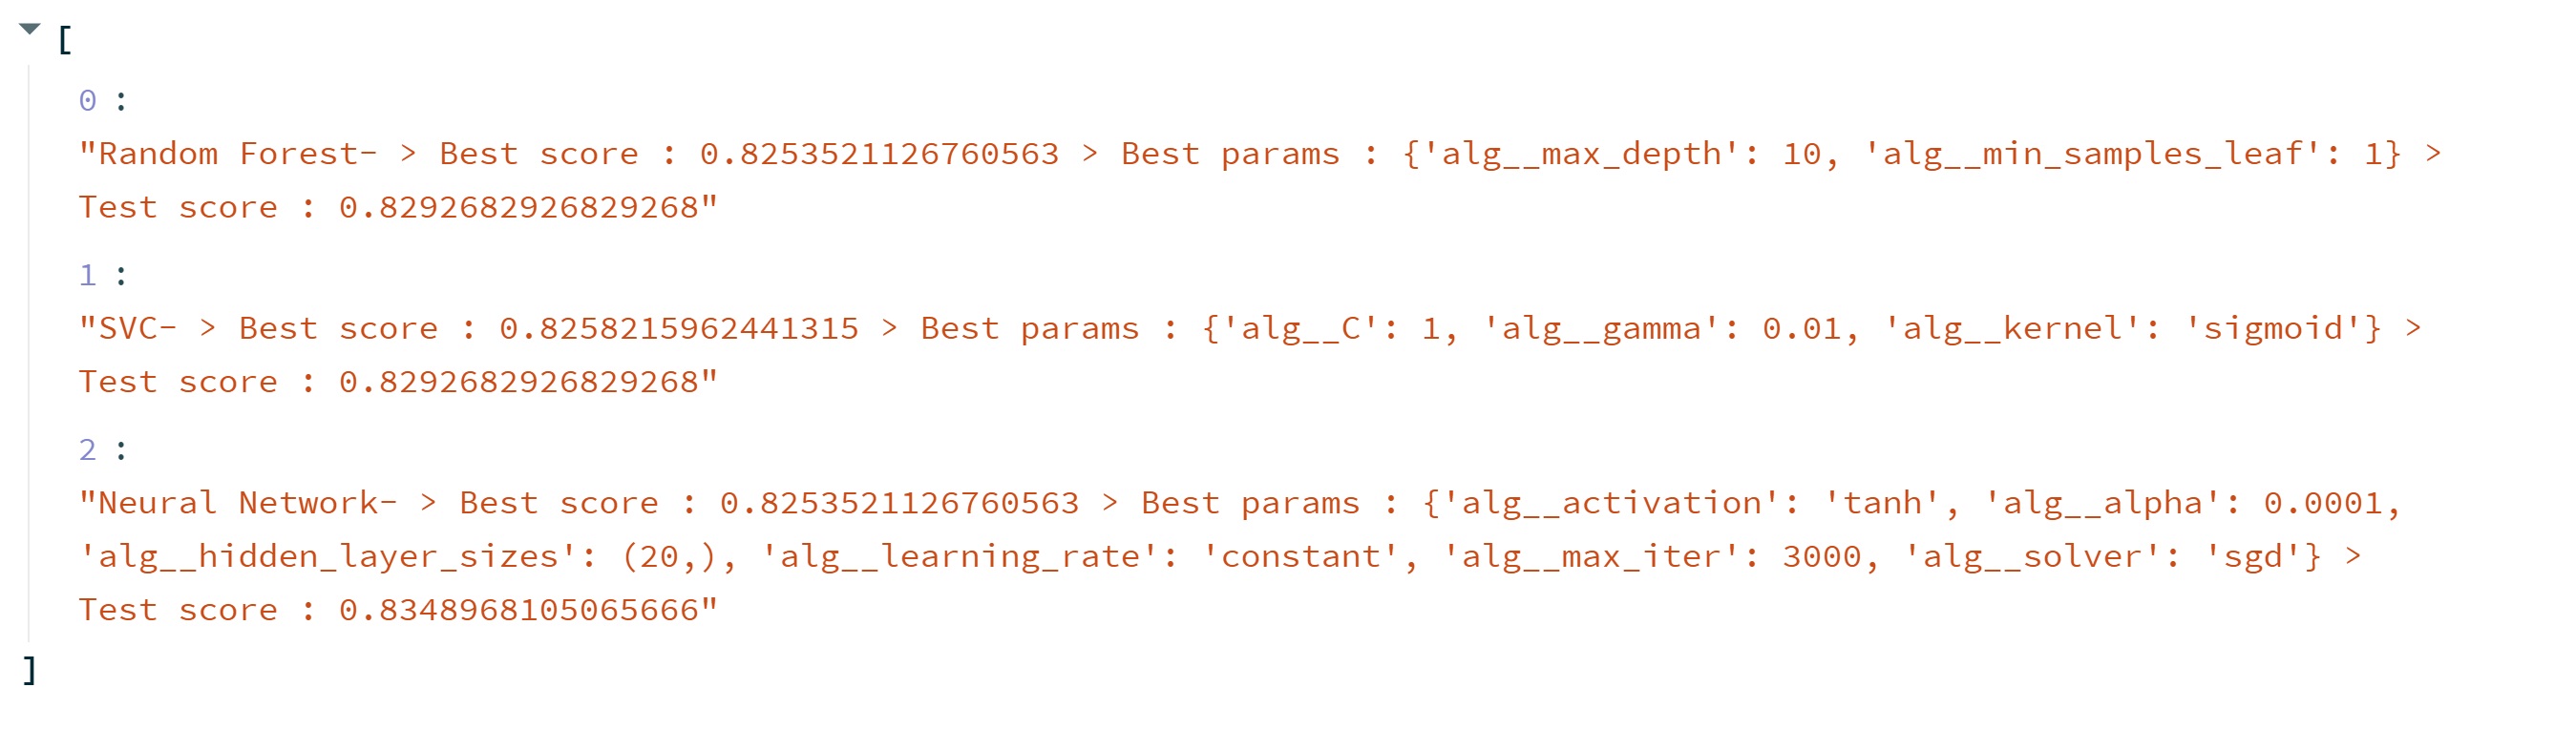 [
0 :
"Random Forest- > Best score : 0.8253521126760563 > Best params : {'alg__max_depth': 10, 'alg__min_samples_leaf': 1} >
Test score : 0.8292682926829268"
1 :
"SVC- > Best score : 0.8258215962441315 > Best params : {'alg__C': 1, 'alg__gamma': 0.01, 'alg__kernel': 'sigmoid'} >
Test score : 0.8292682926829268"
2 :
"Neural Network- > Best score : 0.8253521126760563 > Best params : {'alg__activation': 'tanh', 'alg__alpha': 0.0001,
'alg__hidden_layer_sizes': (20,), 'alg__learning_rate': 'constant', 'alg__max_iter': 3000, 'alg__solver': 'sgd'} >
Test score : 0.8348968105065666"
]